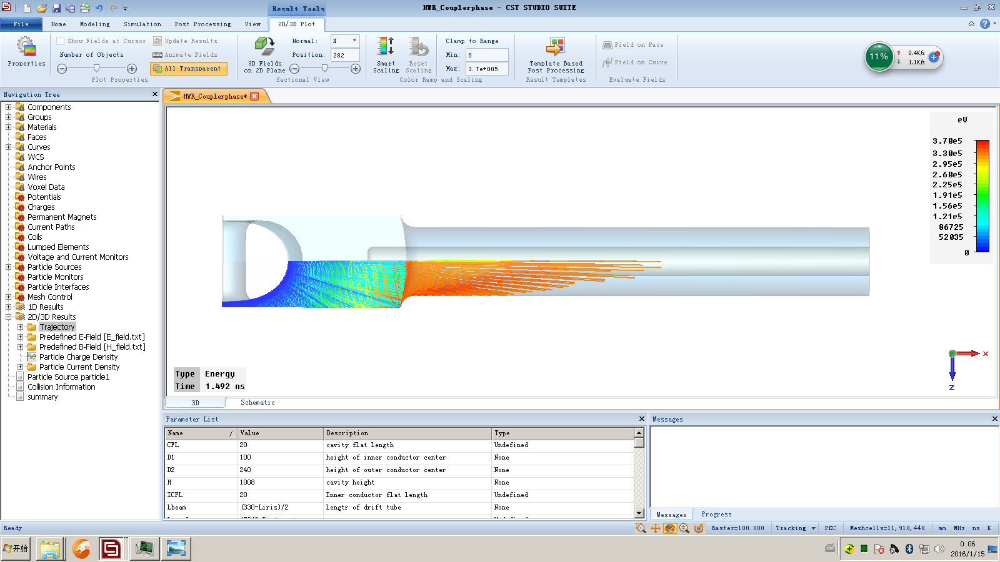 HWR_Couplerphase - CST STUDIO SUITE
Result Tools
File
Home
Modeling
Simulation
Post Processing
View
2D/3D Plot
Properties
Show Fields at Cursor
Number of Objects
Update Results
Animate Fields
All Transparent
Plot Properties
3D Fields
on 2D Plane
Normal:
X
Position:
282
Sectional View
Smart
Scaling
Reset
Scaling
Clamp to Range
Min:
0
Max:
3.7e+005
Color Ramp and Scaling
Template Based
Post Processing
Result Templates
Field on Face
Field on Curve
Evaluate Fields
11%
0.4K/s
1.1K/s
Navigation Tree
HWR_Couplerphase*
Components
Groups
Materials
Faces
Curves
WCS
Anchor Points
Wires
Voxel Data
Potentials
Charges
Permanent Magnets
Current Paths
Coils
Lumped Elements
Voltage and Current Monitors
Particle Sources
Particle Monitors
Particle Interfaces
Mesh Control
1D Results
2D/3D Results
Trajectory
Predefined E-Field [E_field.txt]
Predefined B-Field [H_field.txt]
Particle Charge Density
Particle Current Density
Particle Source particle1
Collision Information
summary
eV
3.70e5
3.30e5
2.95e5
2.60e5
2.25e5
1.91e5
1.56e5
1.21e5
86725
52035
0
y
x
z
Type Energy
Time 1.492 ns
3D
Schematic
Parameter List
Name Value Description Type
CFL 20 cavity flat length Undefined
D1 100 height of inner conductor center None
D2 240 height of outer conductor center None
H 1008 cavity height None
ICFL 20 Inner conductor flat length Undefined
Lbeam (330-Liris)/2 lengtr of drift tube None
Messages
Messages
Progress
Ready
Raster=100.000
Tracking
PEC
Meshcells=11,918,448
mm
MHz
ns
K
开始
0:06
2016/1/15